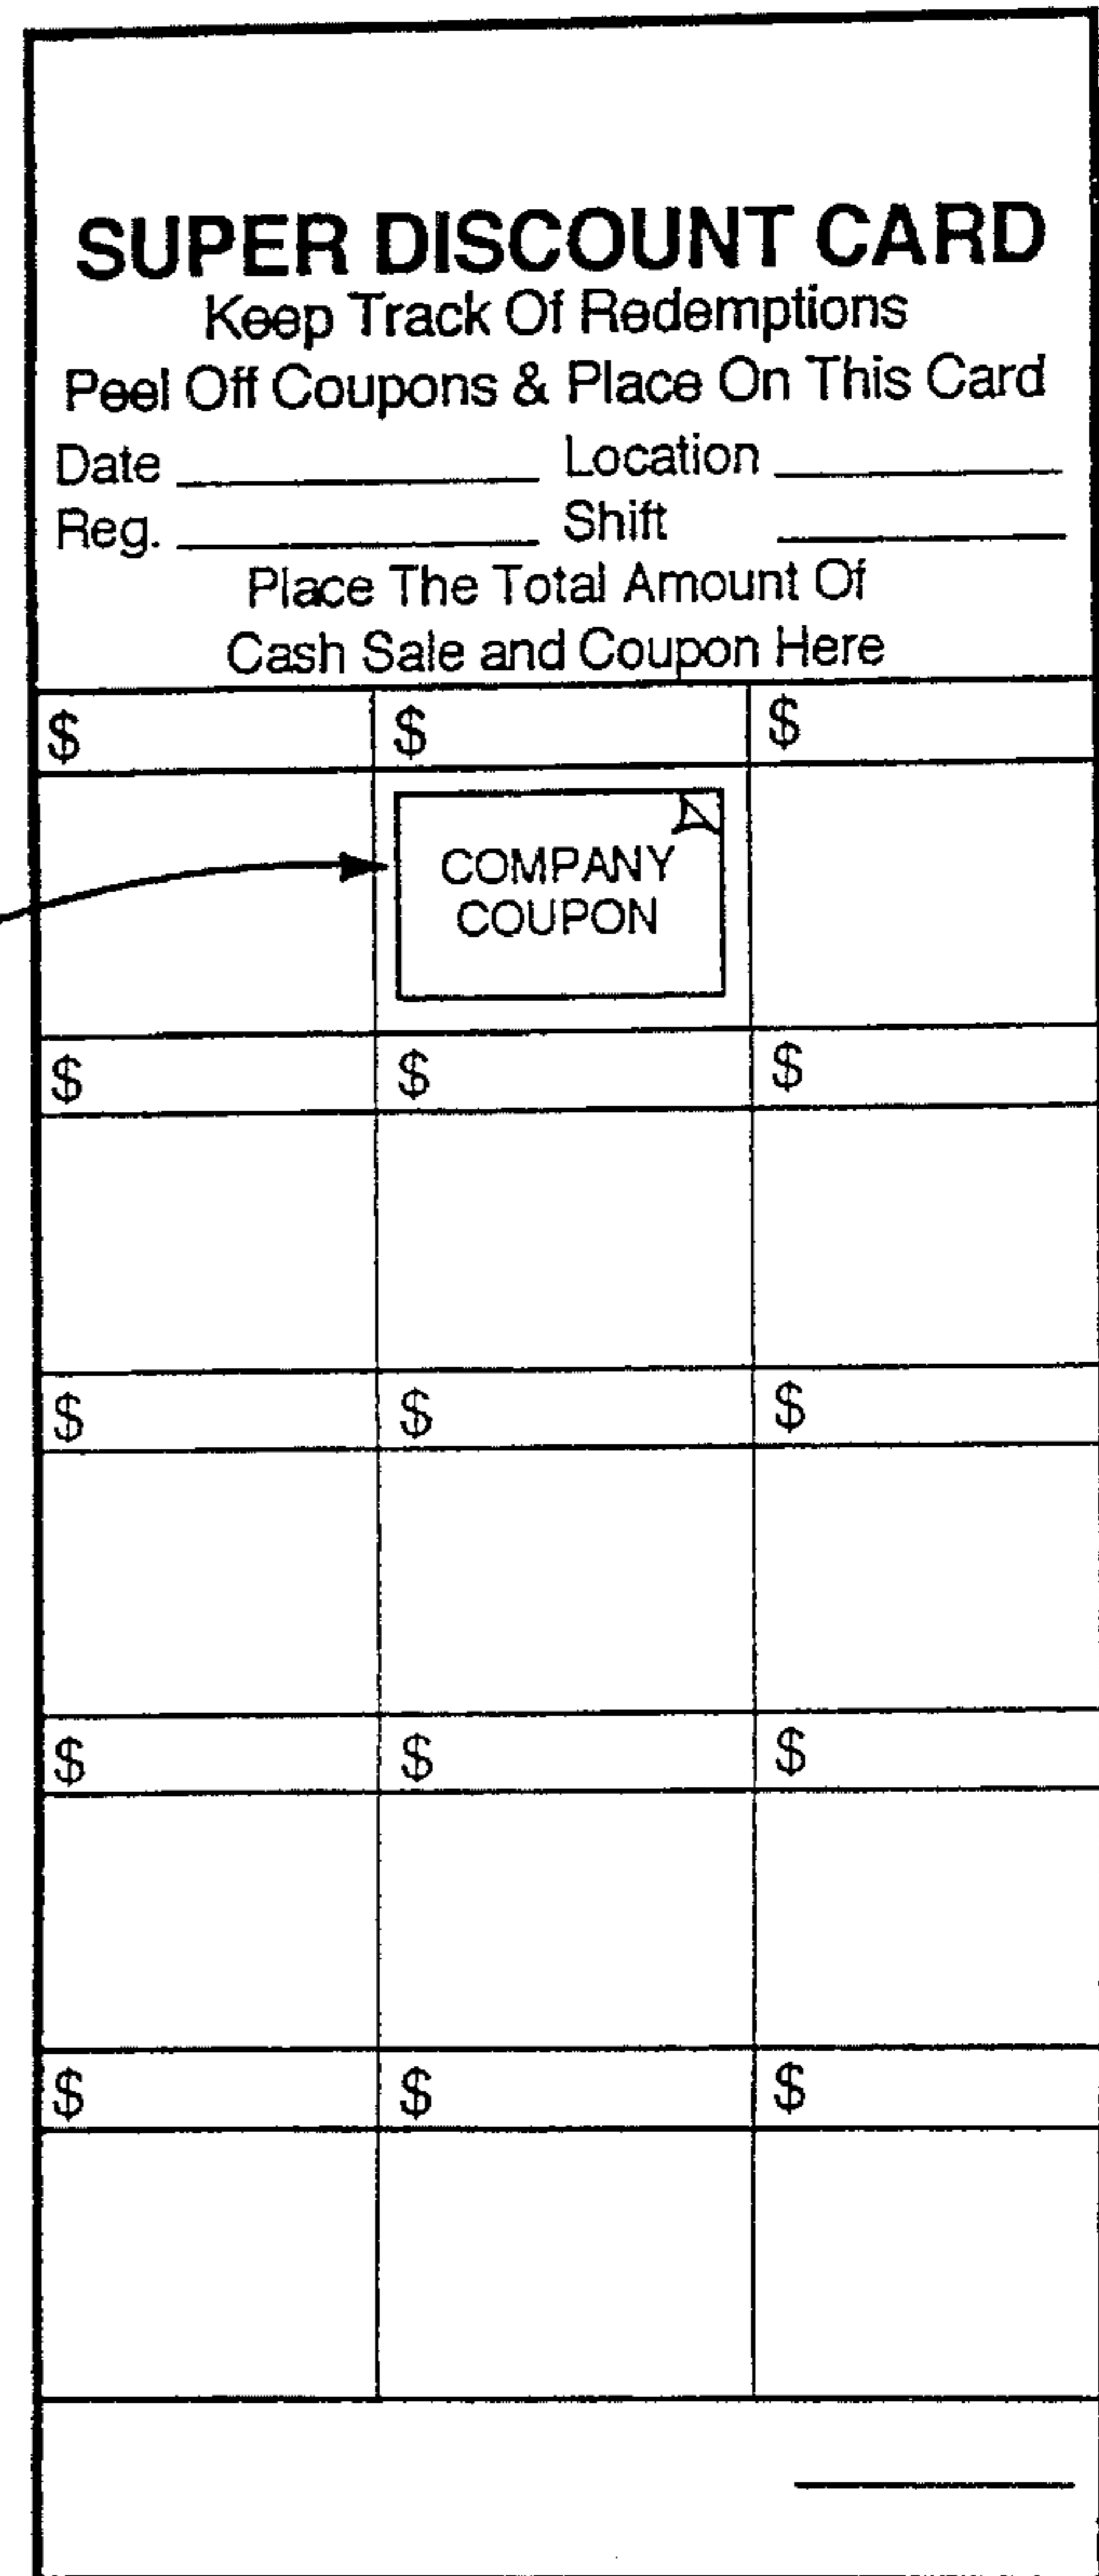 SUPER DISCOUNT CARD
Keep Track Of Redemptions
Peel Off Coupons & Place On This Card
Date Location
Reg. Shift
Place The Total Amount Of
Cash Sale and Coupon Here
$ $ $
COMPANY
COUPON
$ $ $
$ $ $
$ $ $
$ $ $